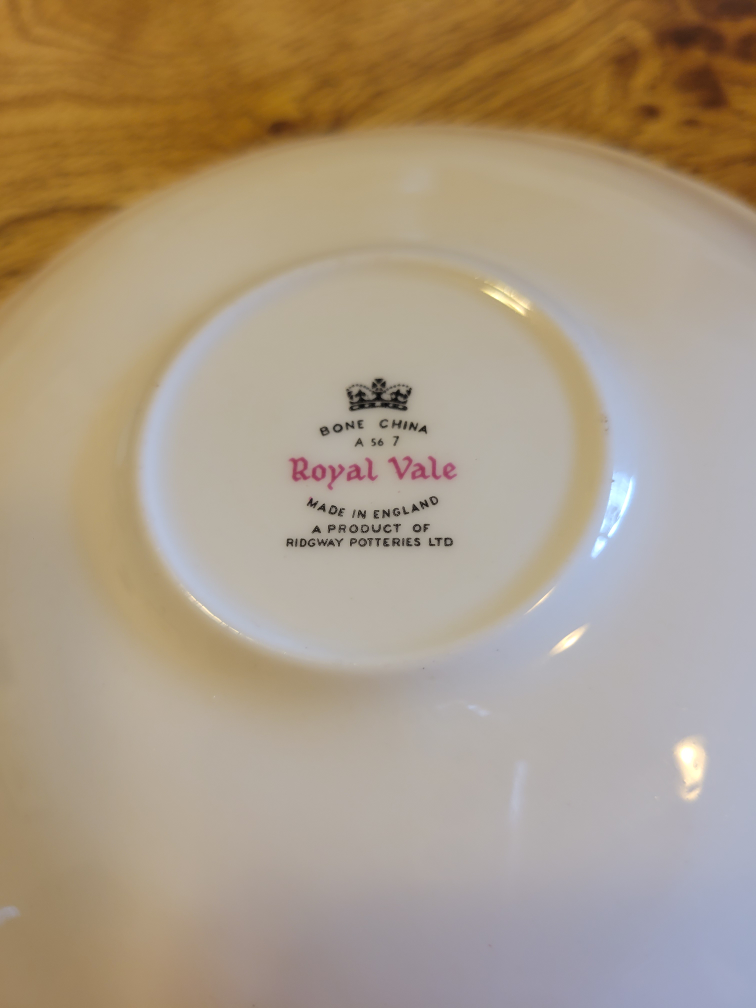 BONE CHINA
A 56 7
Royal Vale
MADE IN ENGLAND
A PRODUCT OF
RIDGWAY POTTERIES LTD